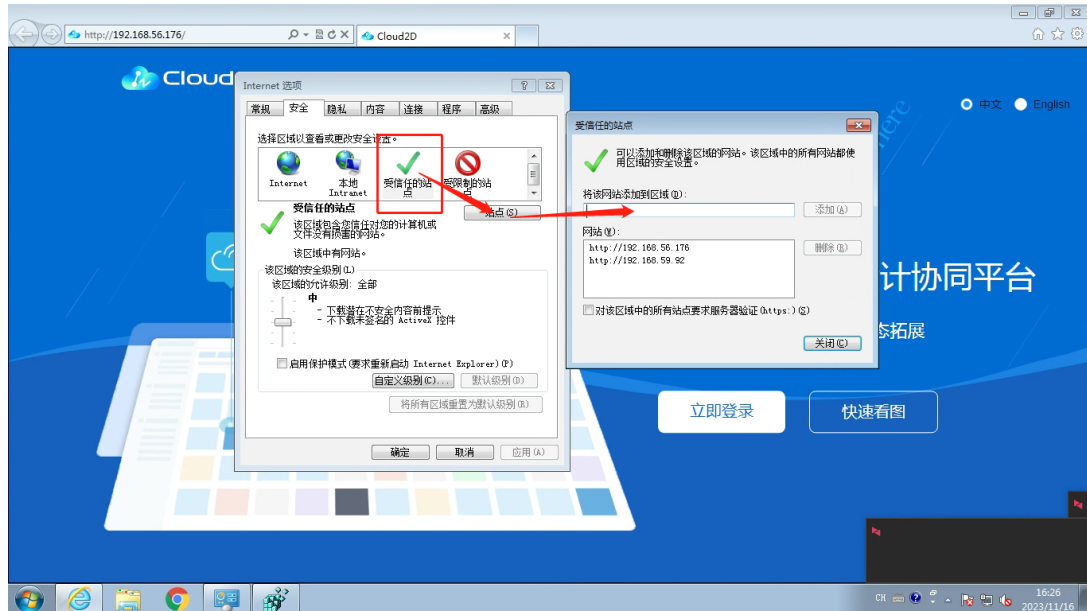 http://192.168.56.176/
Cloud2D
Cloud
中文
English
Internet 选项
常规
安全
隐私
内容
连接
程序
高级
选择区域以查看或更改安全设置。
Internet
本地
Intranet
受信任的站
点
受限制的站
点
受信任的站点
站点(S)
该区域包含您信任对您的计算机或
文件没有损害的网站。
该区域中有网站。
该区域的安全级别(L)
该区域的允许级别: 全部
中
- 下载潜在不安全内容前提示
- 不下载未签名的 ActiveX 控件
启用保护模式(要求重新启动 Internet Explorer)(P)
自定义级别(C)...
默认级别(D)
将所有区域重置为默认级别(R)
确定
取消
应用(A)
受信任的站点
可以添加和删除该区域的网站。该区域中的所有网站都使
用区域的安全设置。
将该网站添加到区域(D):
添加(A)
网站(W):
http://192.168.56.176
http://192.168.59.92
删除(R)
对该区域中的所有站点要求服务器验证(https:)(S)
关闭(C)
here
计协同平台
态拓展
立即登录
快速看图
CH
16:26
2023/11/16